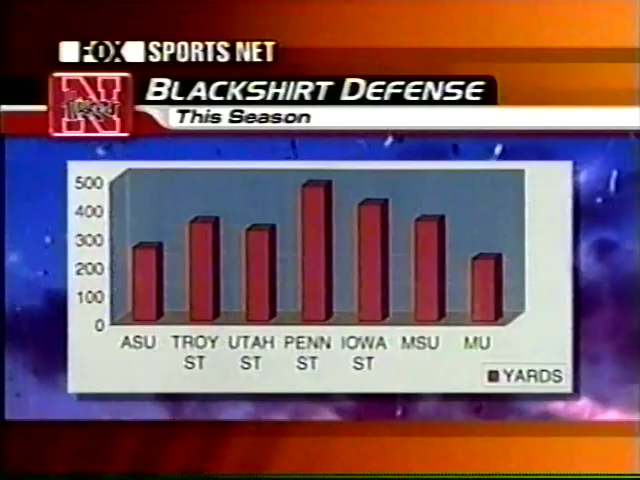 FOX SPORTS NET
N
BLACKSHIRT DEFENSE
This Season
500
400
300
200
100
0
ASU TROY ST UTAH ST PENN ST IOWA ST MSU MU
YARDS